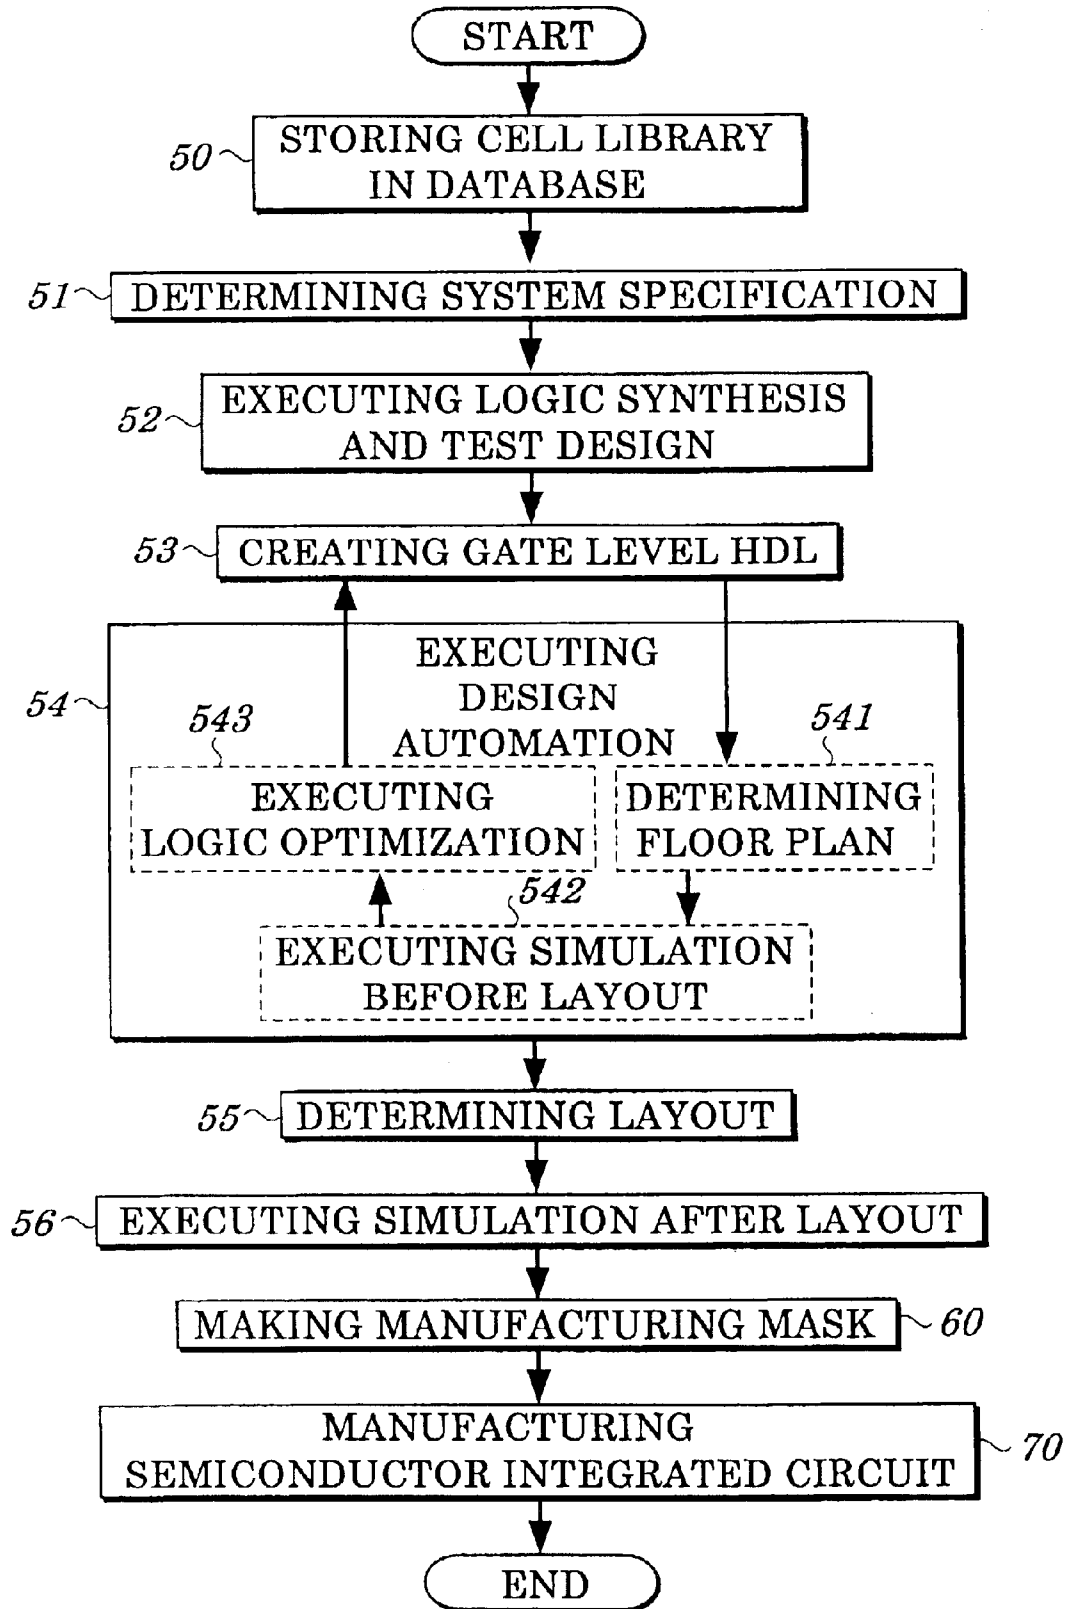 START
50
STORING CELL LIBRARY
IN DATABASE
51
DETERMINING SYSTEM SPECIFICATION
52
EXECUTING LOGIC SYNTHESIS
AND TEST DESIGN
53
CREATING GATE LEVEL HDL
54
EXECUTING
DESIGN
AUTOMATION
543
541
EXECUTING
LOGIC OPTIMIZATION
DETERMINING
FLOOR PLAN
542
EXECUTING SIMULATION
BEFORE LAYOUT
55
DETERMINING LAYOUT
56
EXECUTING SIMULATION AFTER LAYOUT
MAKING MANUFACTURING MASK
60
MANUFACTURING
SEMICONDUCTOR INTEGRATED CIRCUIT
70
END